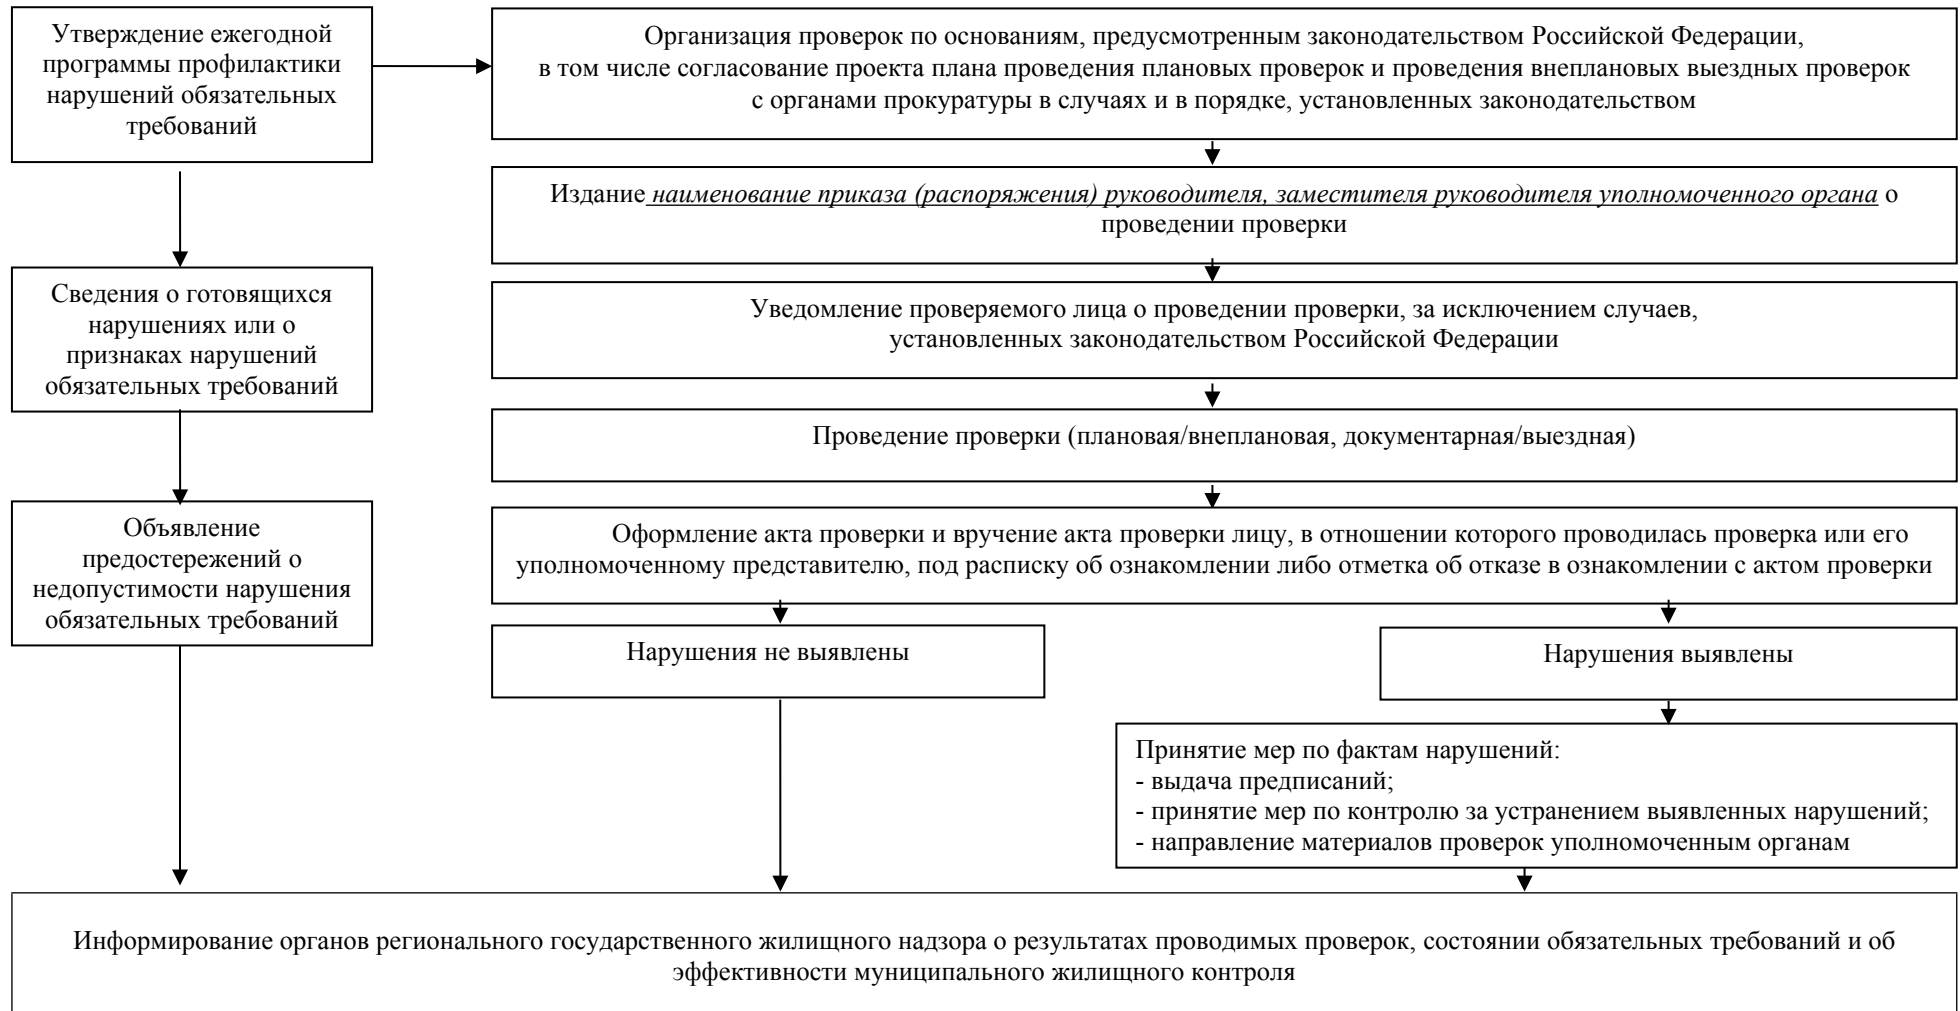 Утверждение ежегодной
программы профилактики
нарушений обязательных
требований
Организация проверок по основаниям, предусмотренным законодательством Российской Федерации,
в том числе согласование проекта плана проведения плановых проверок и проведения внеплановых выездных проверок
с органами прокуратуры в случаях и в порядке, установленных законодательством
Издание наименование приказа (распоряжения) руководителя, заместителя руководителя уполномоченного органа о
проведении проверки
Сведения о готовящихся
нарушениях или о
признаках нарушений
обязательных требований
Уведомление проверяемого лица о проведении проверки, за исключением случаев,
установленных законодательством Российской Федерации
Проведение проверки (плановая/внеплановая, документарная/выездная)
Объявление
предостережений о
недопустимости нарушения
обязательных требований
Оформление акта проверки и вручение акта проверки лицу, в отношении которого проводилась проверка или его
уполномоченному представителю, под расписку об ознакомлении либо отметка об отказе в ознакомлении с актом проверки
Нарушения не выявлены
Нарушения выявлены
Принятие мер по фактам нарушений:
- выдача предписаний;
- принятие мер по контролю за устранением выявленных нарушений;
- направление материалов проверок уполномоченным органам
Информирование органов регионального государственного жилищного надзора о результатах проводимых проверок, состоянии обязательных требований и об
эффективности муниципального жилищного контроля